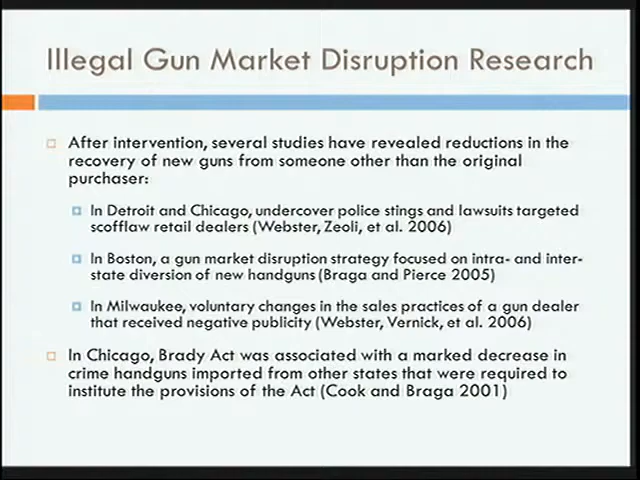 Illegal Gun Market Disruption Research
After intervention, several studies have revealed reductions in the
recovery of new guns from someone other than the original
purchaser:
In Detroit and Chicago, undercover police stings and lawsuits targeted
scofflaw retail dealers (Webster, Zeoli, et al. 2006)
In Boston, a gun market disruption strategy focused on intra- and inter-
state diversion of new handguns (Braga and Pierce 2005)
In Milwaukee, voluntary changes in the sales practices of a gun dealer
that received negative publicity (Webster, Vernick, et al. 2006)
In Chicago, Brady Act was associated with a marked decrease in
crime handguns imported from other states that were required to
institute the provisions of the Act (Cook and Braga 2001)